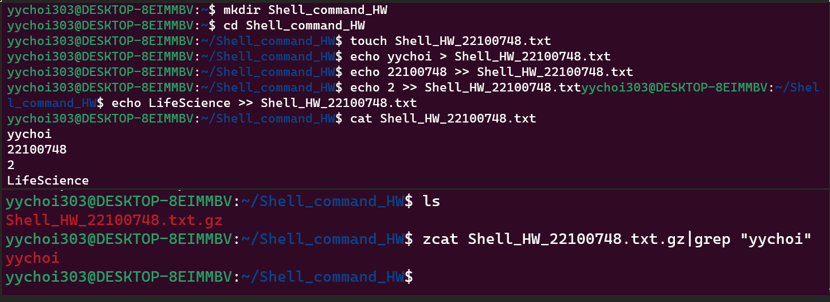 yychoi303@DESKTOP-8EIMMBV:~$ mkdir Shell_command_HW
yychoi303@DESKTOP-8EIMMBV:~$ cd Shell_command_HW
yychoi303@DESKTOP-8EIMMBV:~/Shell_command_HW$ touch Shell_HW_22100748.txt
yychoi303@DESKTOP-8EIMMBV:~/Shell_command_HW$ echo yychoi > Shell_HW_22100748.txt
yychoi303@DESKTOP-8EIMMBV:~/Shell_command_HW$ echo 22100748 >> Shell_HW_22100748.txt
yychoi303@DESKTOP-8EIMMBV:~/Shell_command_HW$ echo 2 >> Shell_HW_22100748.txtyychoi303@DESKTOP-8EIMMBV:~/Shel
l_command_HW$ echo LifeScience >> Shell_HW_22100748.txt
yychoi303@DESKTOP-8EIMMBV:~/Shell_command_HW$ cat Shell_HW_22100748.txt
yychoi
22100748
2
LifeScience
yychoi303@DESKTOP-8EIMMBV:~/Shell_command_HW$ ls
Shell_HW_22100748.txt.gz
yychoi303@DESKTOP-8EIMMBV:~/Shell_command_HW$ zcat Shell_HW_22100748.txt.gz|grep "yychoi"
yychoi
yychoi303@DESKTOP-8EIMMBV:~/Shell_command_HW$